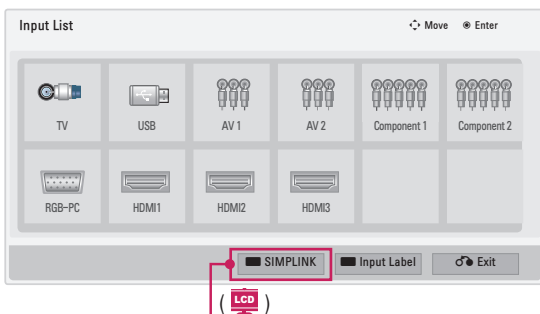 Input List Move Enter
TV USB AV 1 AV 2 Component 1 Component 2
RGB-PC HDMI1 HDMI2 HDMI3
SIMPLINK Input Label Exit
( LCD )